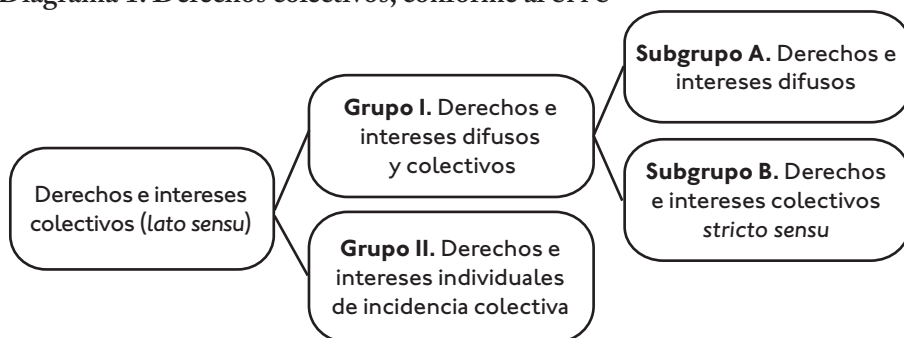 Derechos e intereses
colectivos (lato sensu)
Grupo I. Derechos e
intereses difusos
y colectivos
Grupo II. Derechos e
intereses individuales
de incidencia colectiva
Subgrupo A. Derechos e
intereses difusos
Subgrupo B. Derechos
e intereses colectivos
stricto sensu